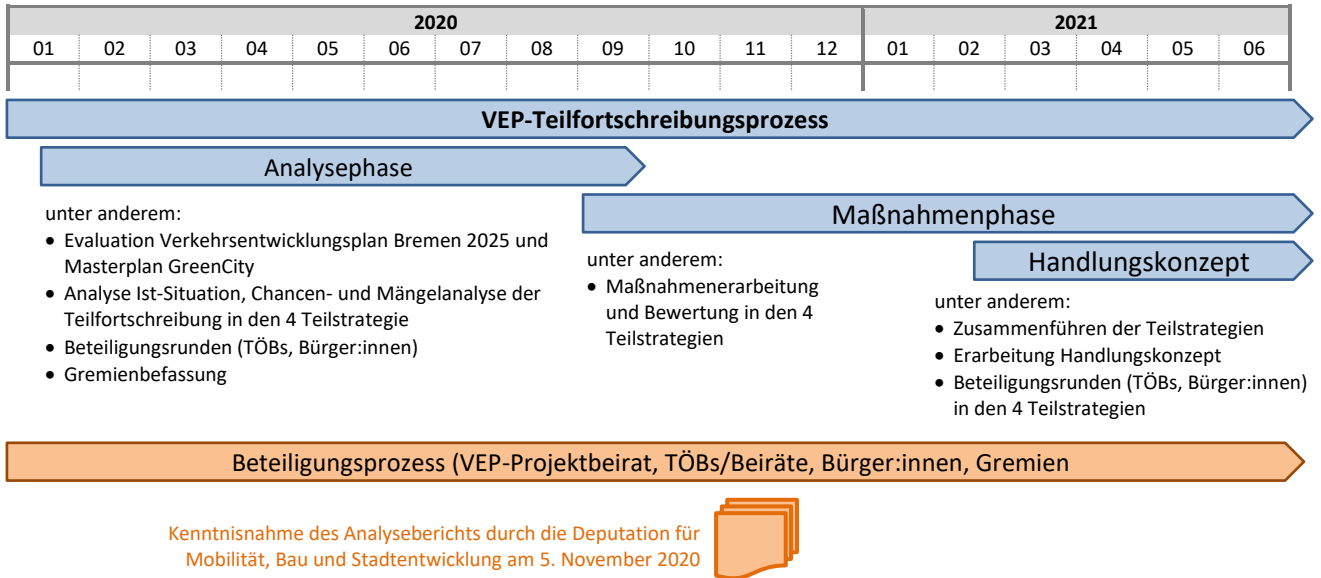 2020 2021
01 02 03 04 05 06 07 08 09 10 11 12 01 02 03 04 05 06
VEP-Teilfortschreibungsprozess
Analysephase
unter anderem:
• Evaluation Verkehrsentwicklungsplan Bremen 2025 und
Masterplan GreenCity
• Analyse Ist-Situation, Chancen- und Mängelanalyse der
Teilfortschreibung in den 4 Teilstrategie
• Beteiligungsrunden (TÖBs, Bürger:innen)
• Gremienbefassung
Maßnahmenphase
unter anderem:
• Maßnahmenerarbeitung
und Bewertung in den 4
Teilstrategien
Handlungskonzept
unter anderem:
• Zusammenführen der Teilstrategien
• Erarbeitung Handlungskonzept
• Beteiligungsrunden (TÖBs, Bürger:innen)
in den 4 Teilstrategien
Beteiligungsprozess (VEP-Projektbeirat, TÖBs/Beiräte, Bürger:innen, Gremien
Kenntnisnahme des Analyseberichts durch die Deputation für
Mobilität, Bau und Stadtentwicklung am 5. November 2020